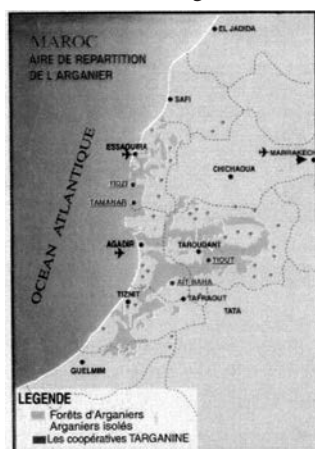 MAROC
AIRE DE REPARTITION
DE L'ARGANIER
EL JADIDA
SAFI
ESSAOUIRA
MARRAKECH
CHICHAOUA
TAMANAR
OCEAN ATLANTIQUE
AGADIR
TAROUDANT
TIOUT
AIT BAHA
TIZNIT
TAFRAOUT
TATA
GUELMIM
LÉGENDE
Forêts d'Arganiers
Arganiers isolés
Les coopératives TARGANINE